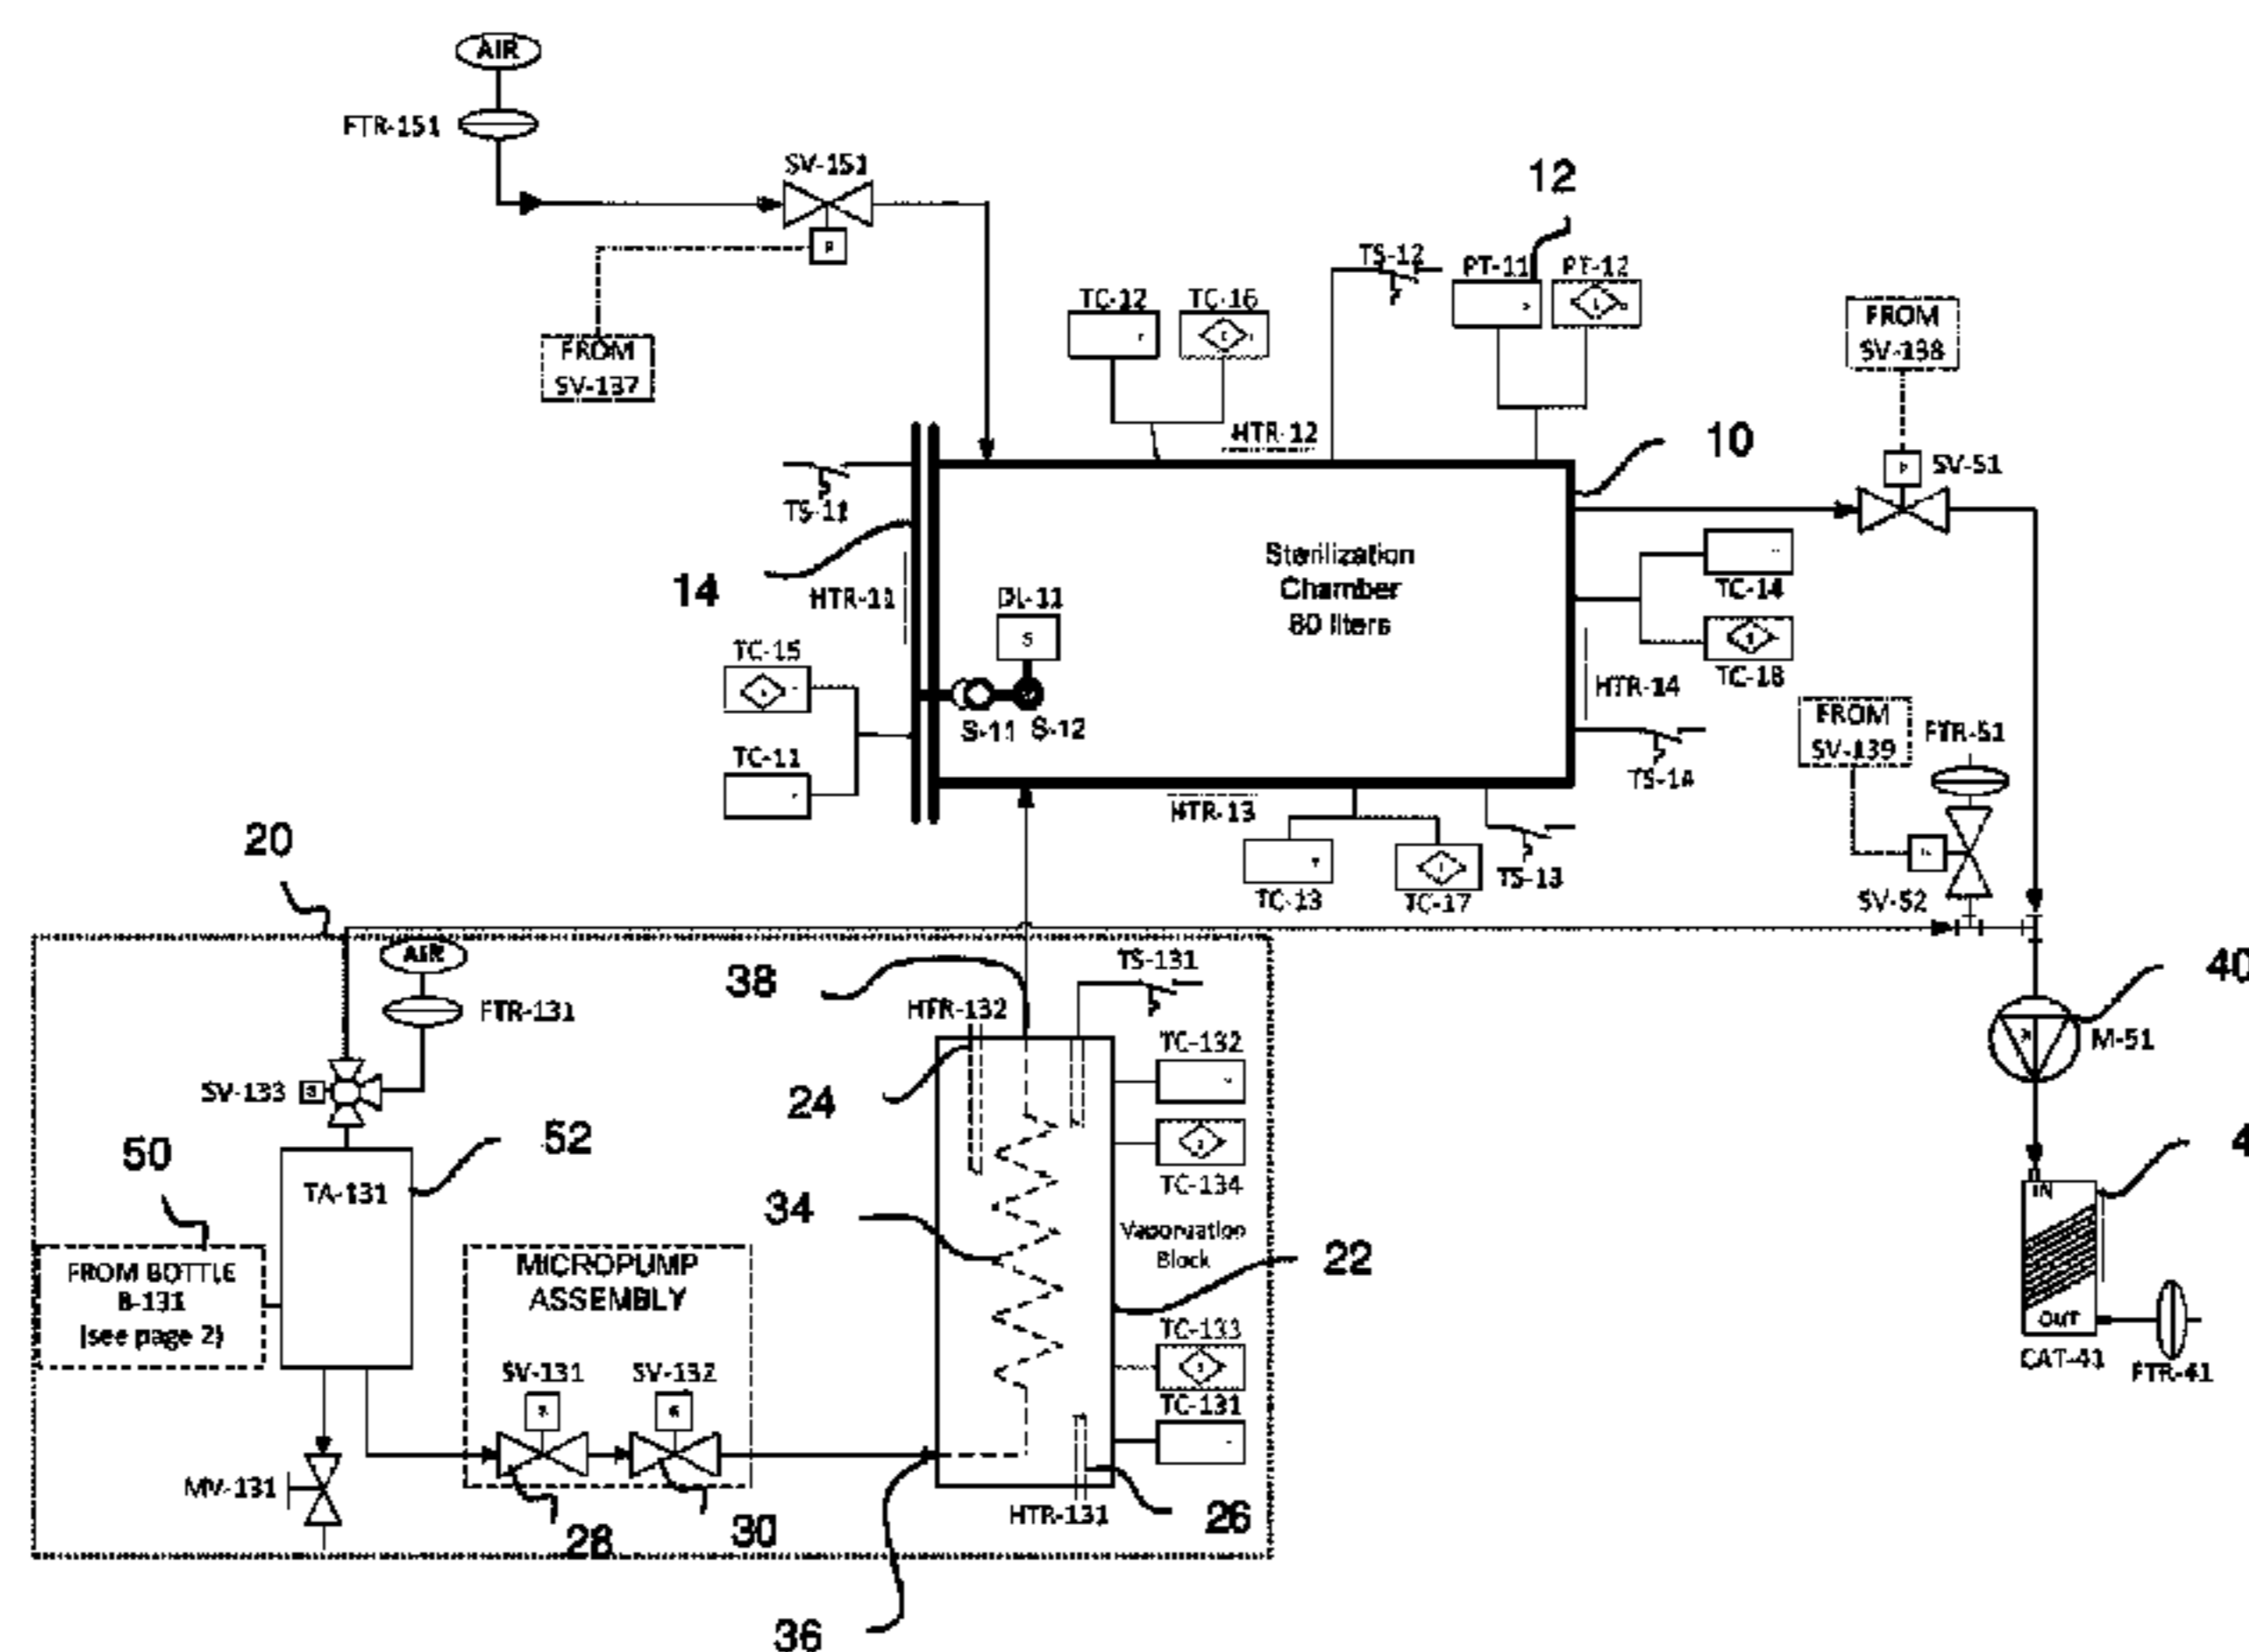 AIR
FTR-151
SV-151
FROM
SV-137
12
TS-12
PT-11
PT-12
TC-12
TC-16
HTR-12
FROM
SV-138
10
SV-51
TS-11
14
HTR-11
Sterilization
Chamber
80 liters
DL-11
S
TC-14
TC-18
TC-15
HTR-14
S-11
S-12
TC-11
FROM
SV-139
FTR-51
TS-14
HTR-13
20
TC-13
TC-17
TS-13
SV-52
AIR
FTR-131
38
TS-131
40
HTR-132
TC-132
M-51
SV-133
24
50
52
TC-134
4
TA-131
34
IN
Vaporization
Block
22
FROM BOTTLE
B-131
(see page 2)
MICROPUMP
ASSEMBLY
TC-133
OUT
CAT-41
FTR-41
SV-131
SV-132
TC-131
MV-131
HTR-131
26
28
30
36